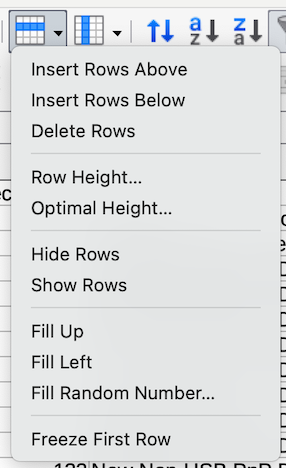 a
z
z
a
Insert Rows Above
Insert Rows Below
Delete Rows
Row Height...
Optimal Height...
Hide Rows
Show Rows
Fill Up
Fill Left
Fill Random Number...
Freeze First Row